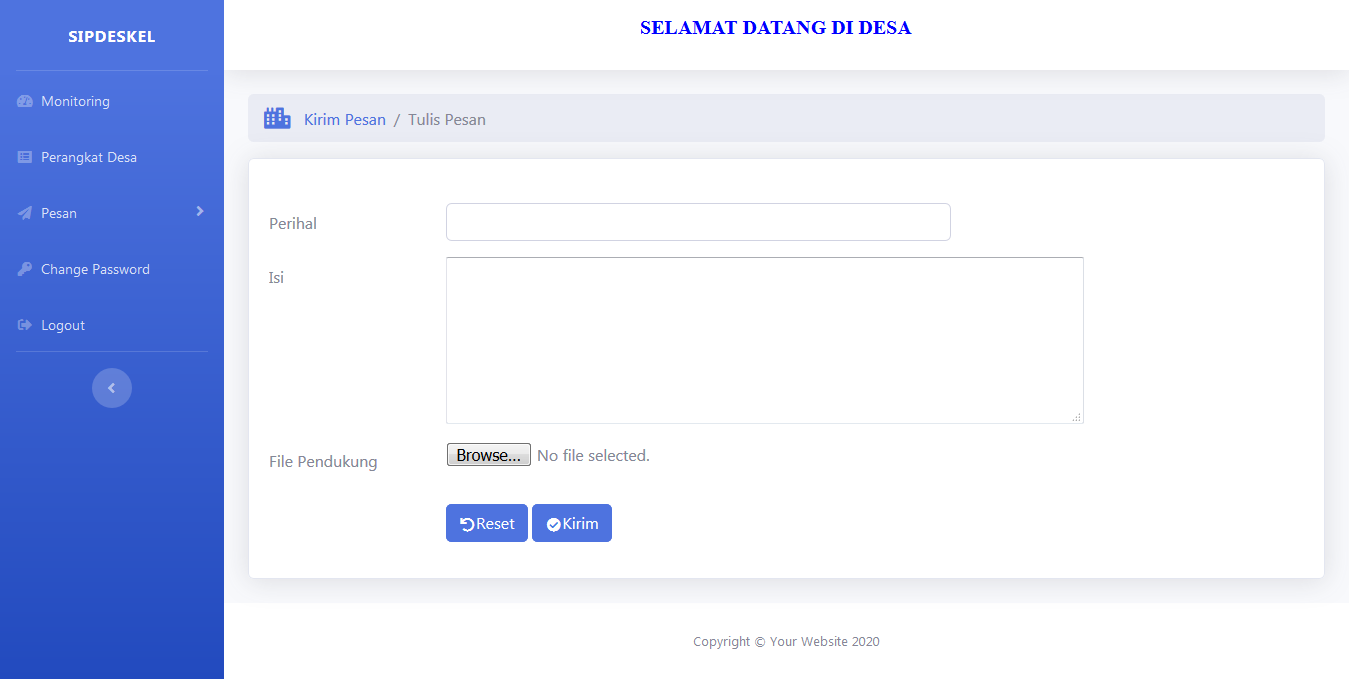 SIPDESKEL
Monitoring
Perangkat Desa
Pesan
Change Password
Logout
SELAMAT DATANG DI DESA
Kirim Pesan / Tulis Pesan
Perihal
Isi
File Pendukung
Browse... No file selected.
Reset Kirim
Copyright © Your Website 2020